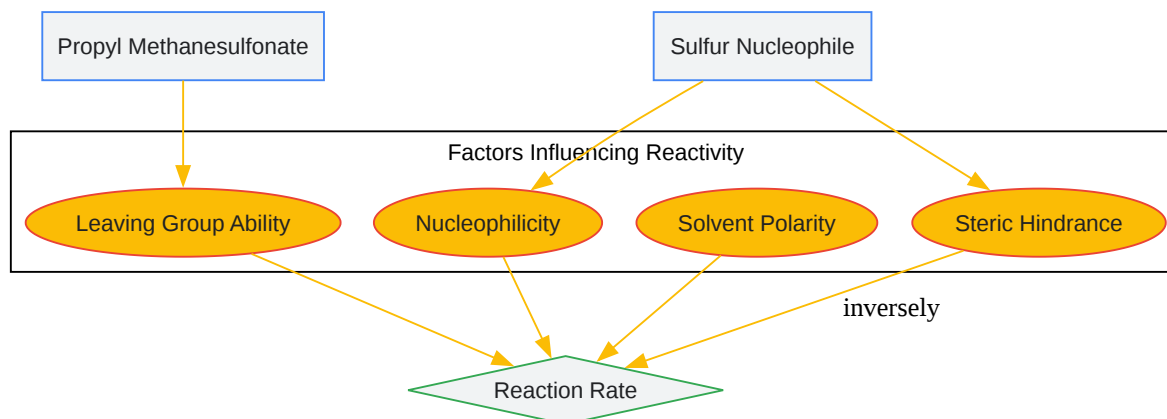 Propyl Methanesulfonate
Sulfur Nucleophile
Factors Influencing Reactivity
Leaving Group Ability
Nucleophilicity
Solvent Polarity
Steric Hindrance
inversely
Reaction Rate